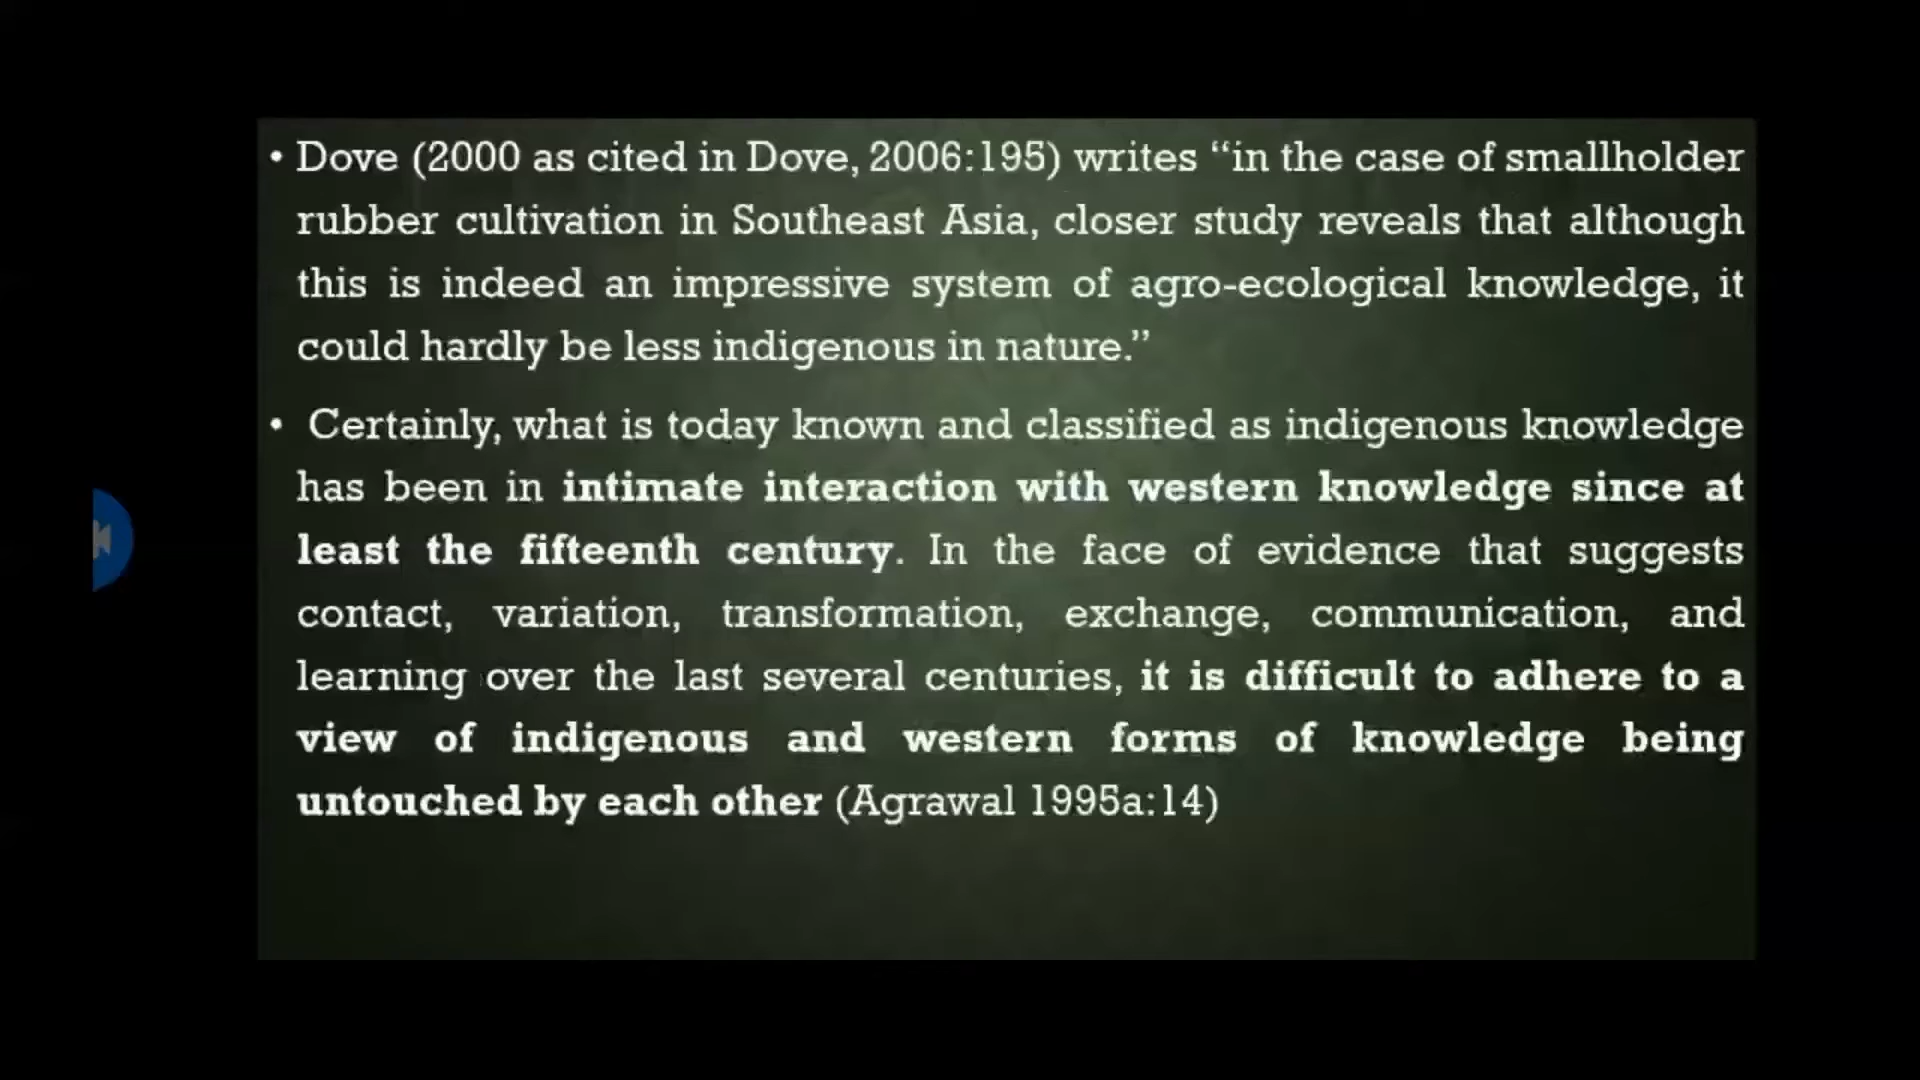 • Dove (2000 as cited in Dove, 2006:195) writes “in the case of smallholder
rubber cultivation in Southeast Asia, closer study reveals that although
this is indeed an impressive system of agro-ecological knowledge, it
could hardly be less indigenous in nature.”
• Certainly, what is today known and classified as indigenous knowledge
has been in intimate interaction with western knowledge since at
least the fifteenth century. In the face of evidence that suggests
contact, variation, transformation, exchange, communication, and
learning over the last several centuries, it is difficult to adhere to a
view of indigenous and western forms of knowledge being
untouched by each other (Agrawal 1995a:14)